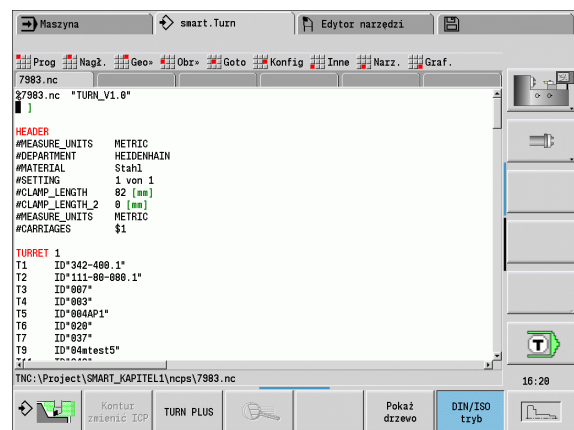 Maszyna
smart.Turn
Edytor narzędzi
Prog Nagł. Geo» Obr» Goto Konfig Inne Narz. Graf.
7983.nc
%7983.nc "TURN_V1.0"
[ ]
HEADER
#MEASURE_UNITS METRIC
#DEPARTMENT HEIDENHAIN
#MATERIAL Stahl
#SETTING 1 von 1
#CLAMP_LENGTH 82 [mm]
#CLAMP_LENGTH_2 0 [mm]
#MEASURE_UNITS METRIC
#CARRIAGES $1
TURRET 1
T1 ID"342-400.1"
T2 ID"111-80-080.1"
T3 ID"007"
T4 ID"003"
T5 ID"004AP1"
T6 ID"020"
T7 ID"037"
T9 ID"04mtest5"
TNC:\Project\SMART_KAPITEL1\ncps\7983.nc
T
16:20
Kontur
zmienić ICP
TURN PLUS
Pokaż
drzewo
DIN/ISO
tryb